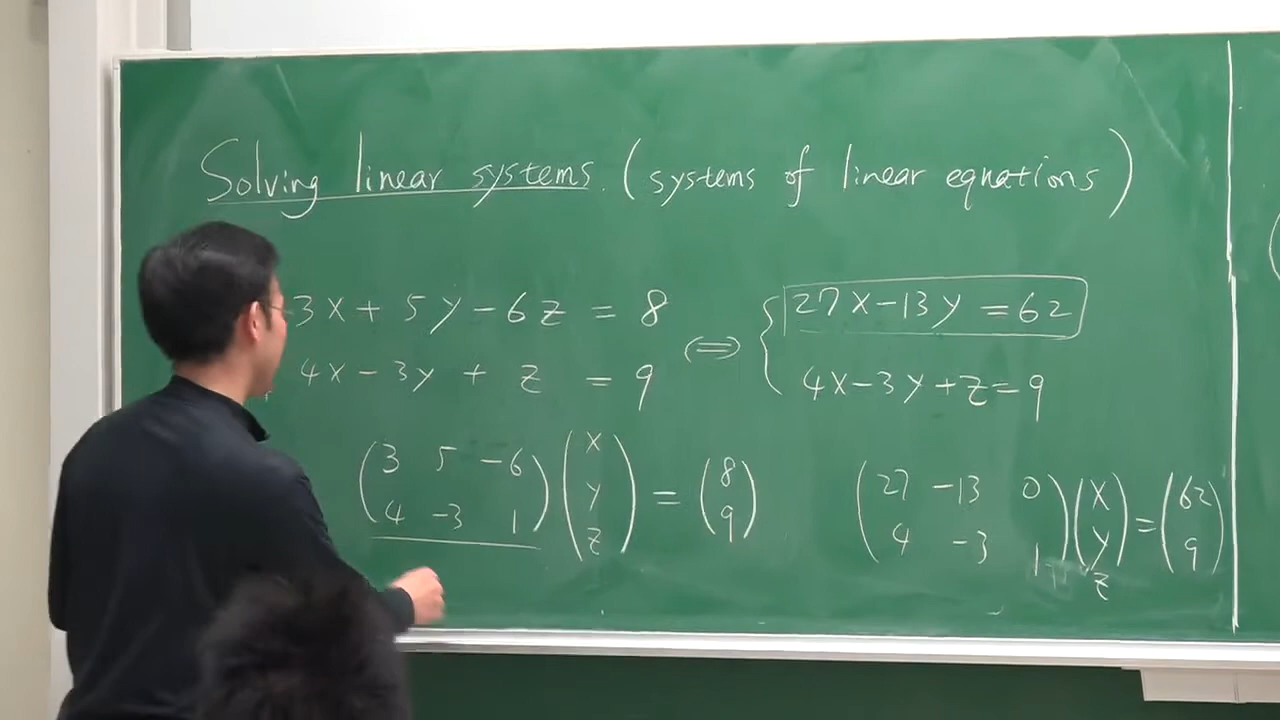 Solving linear systems. (systems of linear equations)
3x + 5y - 6z = 8
4x - 3y + z = 9
⇔
27x - 13y = 62
4x - 3y + z = 9
(3 5 -6) (x) = (8)
(4 -3 1) (y) (9)
(z)
(27 -13 0) (x) = (62)
(4 -3 1) (y) (9)
(z)